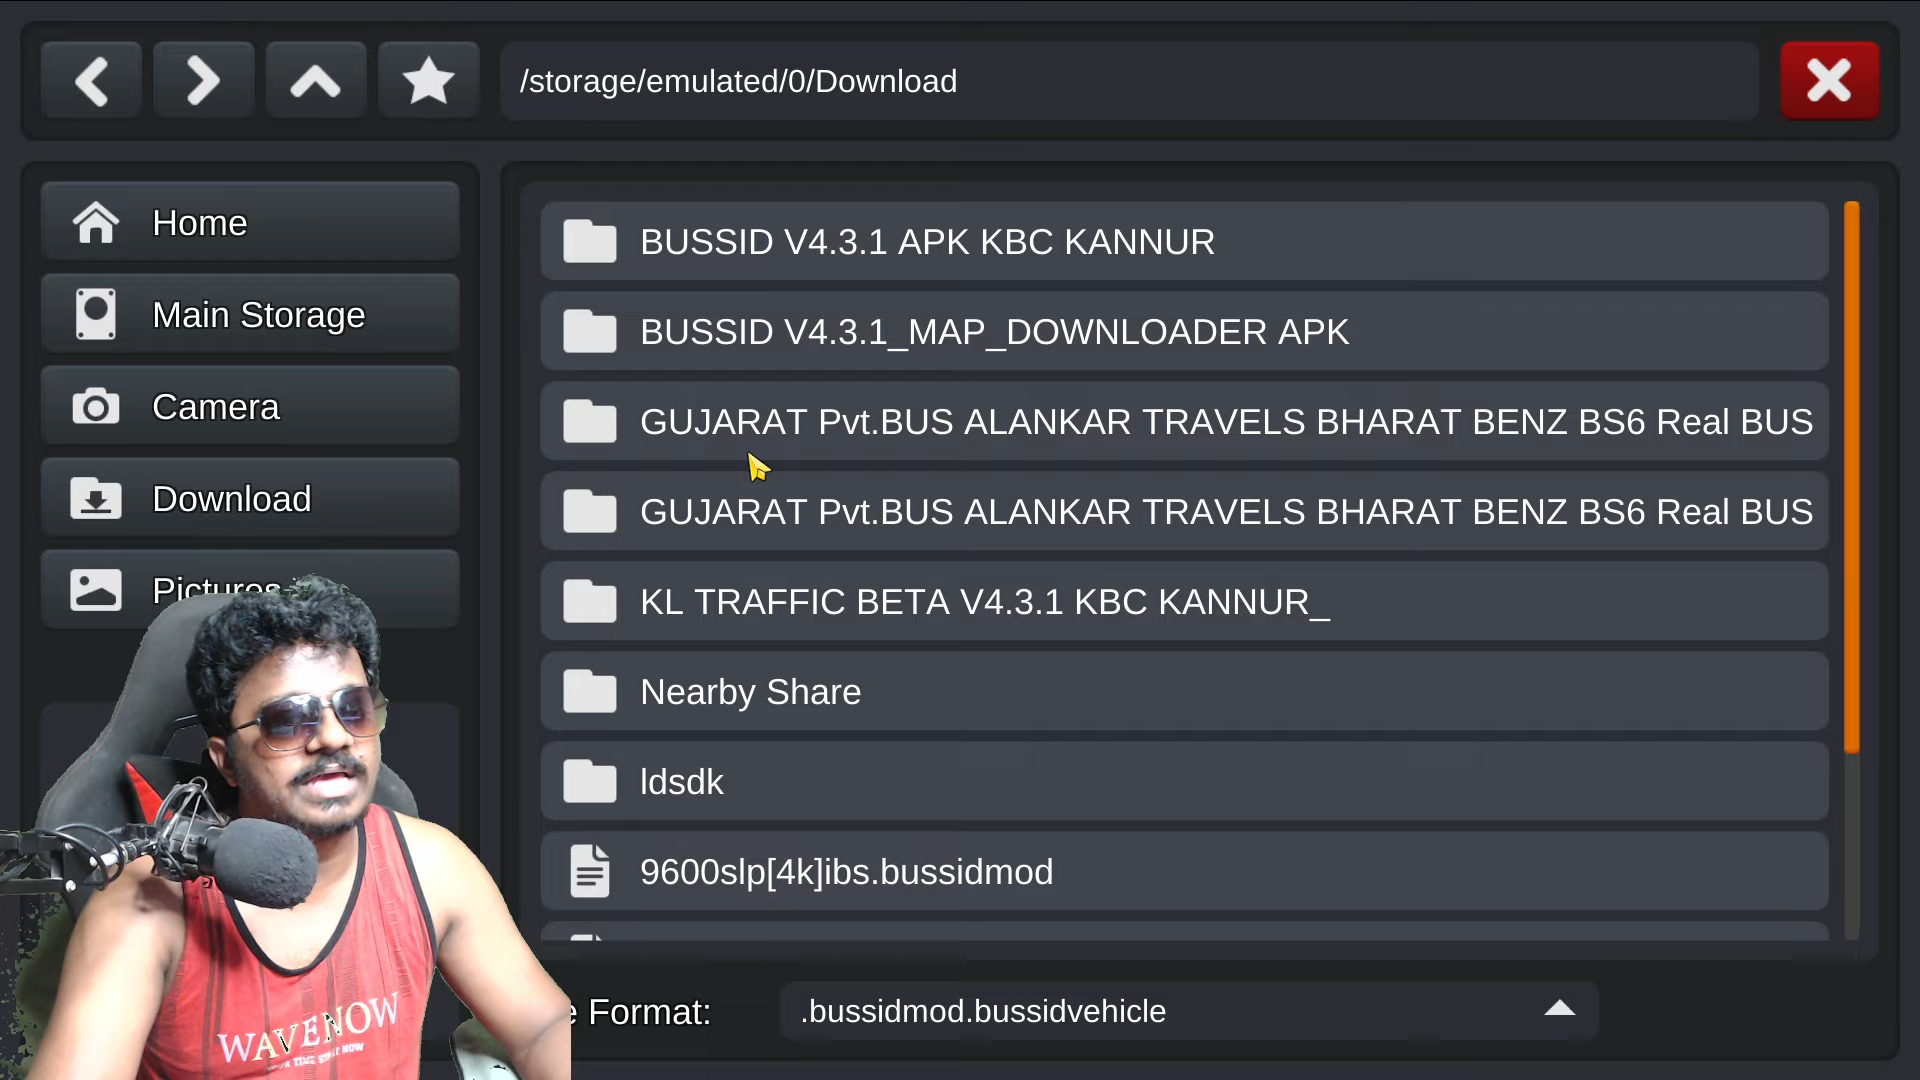 /storage/emulated/0/Download
Home
Main Storage
Camera
Download
Pictures
BUSSID V4.3.1 APK KBC KANNUR
BUSSID V4.3.1_MAP_DOWNLOADER APK
GUJARAT Pvt.BUS ALANKAR TRAVELS BHARAT BENZ BS6 Real BUS
GUJARAT Pvt.BUS ALANKAR TRAVELS BHARAT BENZ BS6 Real BUS
KL TRAFFIC BETA V4.3.1 KBC KANNUR_
Nearby Share
ldsdk
9600slp[4k]ibs.bussidmod
Format:
.bussidmod.bussidvehicle
WAVENOW